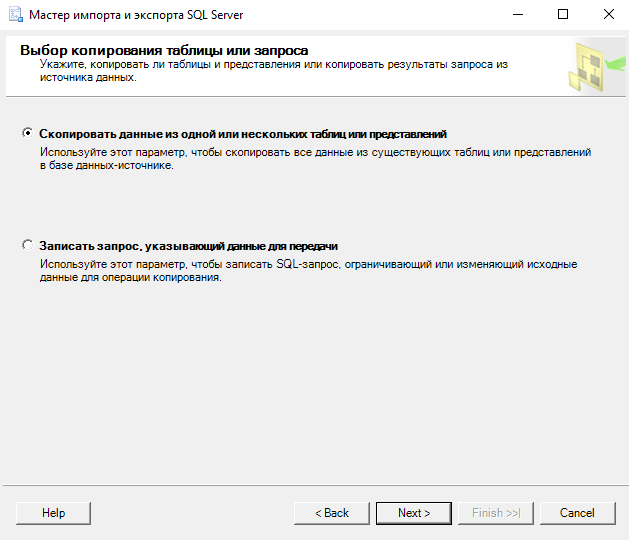 Мастер импорта и экспорта SQL Server
Выбор копирования таблицы или запроса
Укажите, копировать ли таблицы и представления или копировать результаты запроса из
источника данных.
Скопировать данные из одной или нескольких таблиц или представлений
Используйте этот параметр, чтобы скопировать все данные из существующих таблиц или представлений
в базе данных-источнике.
Записать запрос, указывающий данные для передачи
Используйте этот параметр, чтобы записать SQL-запрос, ограничивающий или изменяющий исходные
данные для операции копирования.
Help < Back Next > Finish >>| Cancel